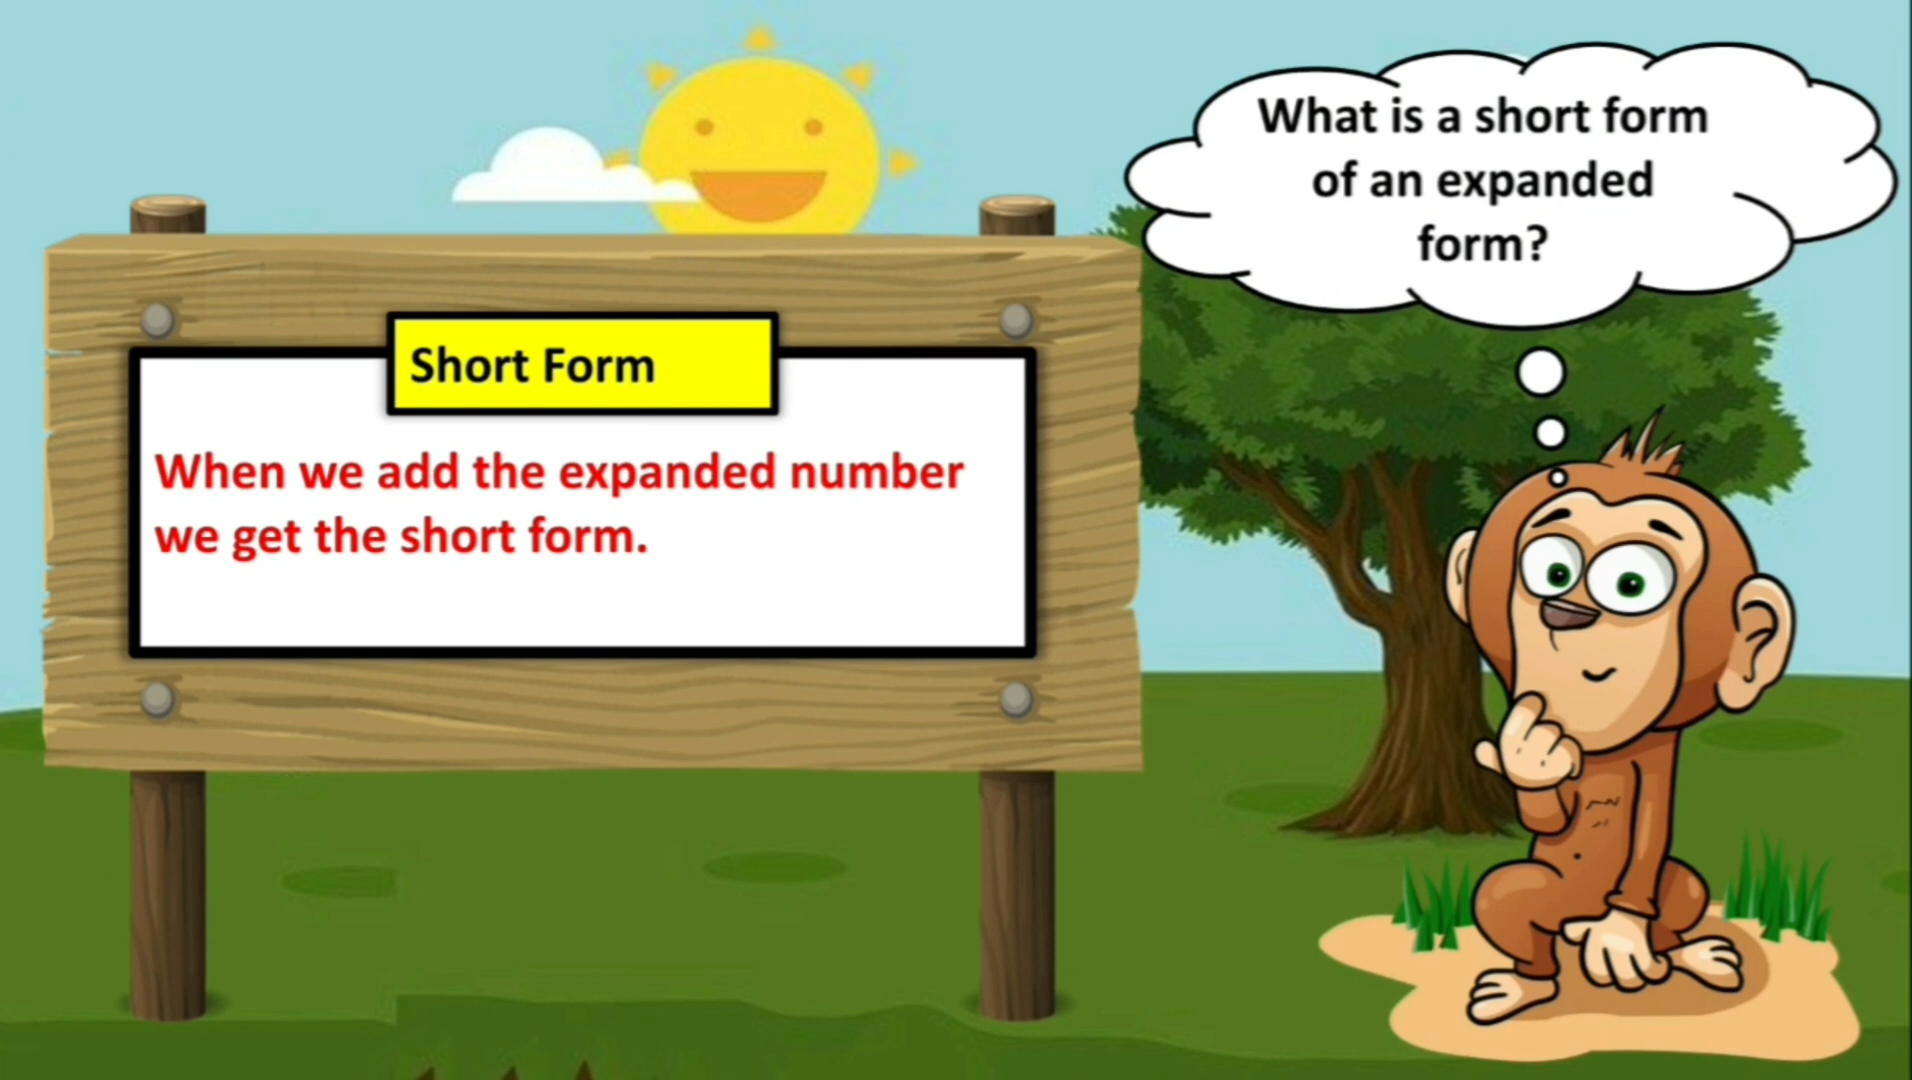 What is a short form
of an expanded
form?
Short Form
When we add the expanded number
we get the short form.